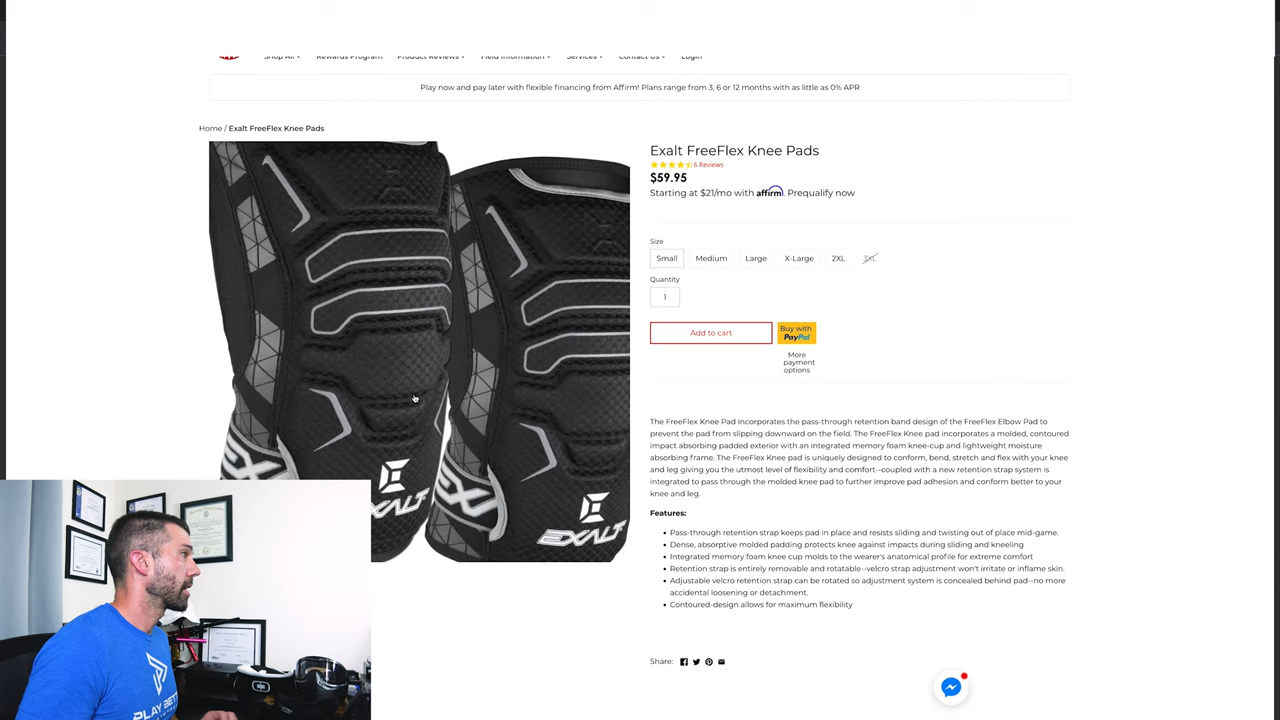 Shop All
Rewards Program
Product Reviews
Field Information
Services
Contact Us
Login
Play now and pay later with flexible financing from Affirm! Plans range from 3, 6 or 12 months with as little as 0% APR
Home / Exalt FreeFlex Knee Pads
Exalt FreeFlex Knee Pads
6 Reviews
$59.95
Starting at $21/mo with affirm. Prequalify now
Size
Small Medium Large X-Large 2XL 3XL
Quantity
1
Add to cart
Buy with
PayPal
More
payment
options
The FreeFlex Knee Pad incorporates the pass-through retention band design of the FreeFlex Elbow Pad to
prevent the pad from slipping downward on the field. The FreeFlex Knee pad incorporates a molded, contoured
impact absorbing padded exterior with an integrated memory foam knee-cup and lightweight moisture
absorbing frame. The FreeFlex Knee pad is uniquely designed to conform, bend, stretch and flex with your knee
and leg giving you the utmost level of flexibility and comfort--coupled with a new retention strap system is
integrated to pass through the molded knee pad to further improve pad adhesion and conform better to your
knee and leg.
Features:
Pass-through retention strap keeps pad in place and resists sliding and twisting out of place mid-game.
Dense, absorptive molded padding protects knee against impacts during sliding and kneeling
Integrated memory foam knee cup molds to the wearer's anatomical profile for extreme comfort
Retention strap is entirely removable and rotatable--velcro strap adjustment won't irritate or inflame skin.
Adjustable velcro retention strap can be rotated so adjustment system is concealed behind pad--no more
accidental loosening or detachment.
Contoured-design allows for maximum flexibility
Share:
EXALT
EXALT
PLAY BET